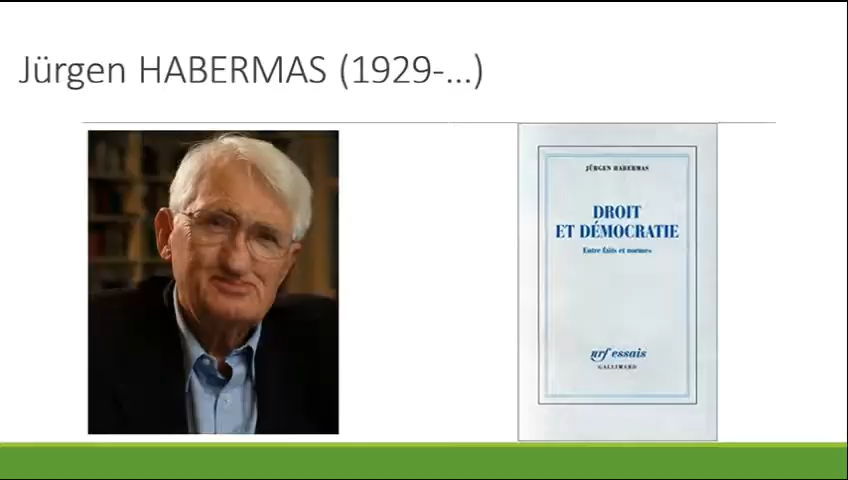 Jürgen HABERMAS (1929-...)
JÜRGEN HABERMAS
DROIT
ET DÉMOCRATIE
Entre faits et normes
nrf essais
GALLIMARD